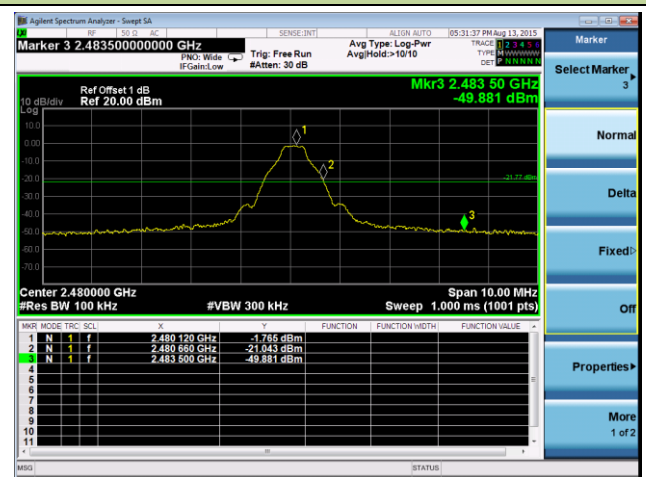 Agilent Spectrum Analyzer - Swept SA
RF 50 Ω AC SENSE:INT ALIGN AUTO 05:31:37 PM Aug 13, 2015
Marker 3 2.483500000000 GHz
PNO: Wide
IFGain:Low
Trig: Free Run
#Atten: 30 dB
Avg Type: Log-Pwr
Avg|Hold:>10/10
TRACE 1 2 3 4 5 6
TYPE M WWWWW
DET P NNNNN
Ref Offset 1 dB
10 dB/div Ref 20.00 dBm
Log
Mkr3 2.483 50 GHz
-49.881 dBm
10.0
0.00
-10.0
-20.0
-30.0
-40.0
-50.0
-60.0
-70.0
1
2
3
-21.77 dBm
Center 2.480000 GHz Span 10.00 MHz
#Res BW 100 kHz #VBW 300 kHz Sweep 1.000 ms (1001 pts)
MKR MODE TRC SCL X Y FUNCTION FUNCTION WIDTH FUNCTION VALUE
1 N 1 f 2.480 120 GHz -1.765 dBm
2 N 1 f 2.480 660 GHz -21.043 dBm
3 N 1 f 2.483 500 GHz -49.881 dBm
4
5
6
7
8
9
10
11
MSG STATUS
Marker
Select Marker
3
Normal
Delta
Fixed
Off
Properties
More
1 of 2